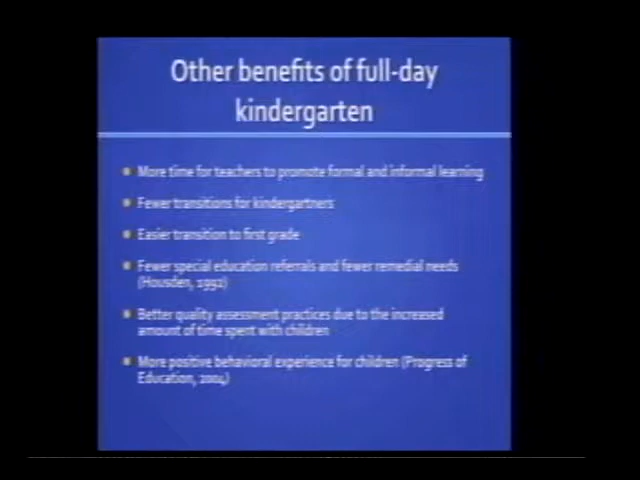 Other benefits of full-day
kindergarten
More time for teachers to promote formal and informal learning
Fewer transitions for kindergartners
Easier transition to first grade
Fewer special education referrals and fewer remedial needs
(Housden, 1992)
Better quality assessment practices due to the increased
amount of time spent with children
More positive behavioral experience for children (Progress of
Education, 2004)